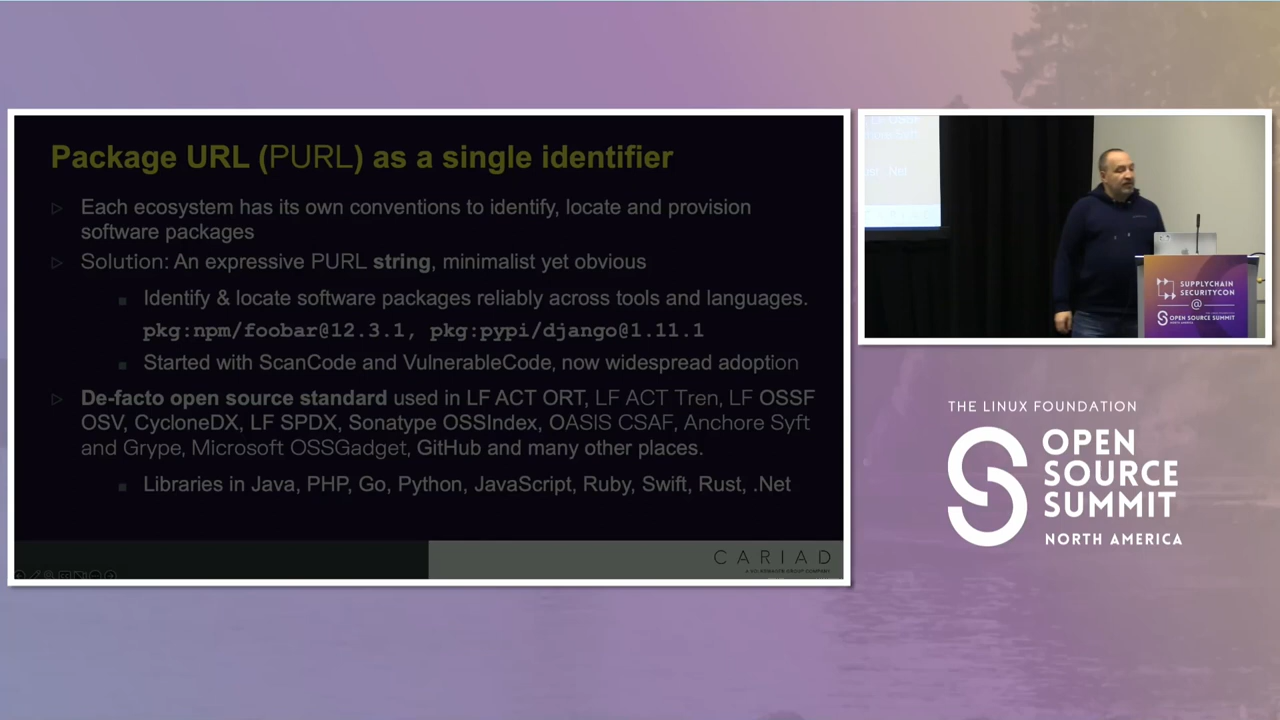 Package URL (PURL) as a single identifier
Each ecosystem has its own conventions to identify, locate and provision
software packages
Solution: An expressive PURL string, minimalist yet obvious
Identify & locate software packages reliably across tools and languages.
pkg:npm/foobar@12.3.1, pkg:pypi/django@1.11.1
Started with ScanCode and VulnerableCode, now widespread adoption
De-facto open source standard used in LF ACT ORT, LF ACT Tren, LF OSSF
OSV, CycloneDX, LF SPDX, Sonatype OSSIndex, OASIS CSAF, Anchore Syft
and Grype, Microsoft OSSGadget, GitHub and many other places.
Libraries in Java, PHP, Go, Python, JavaScript, Ruby, Swift, Rust, .Net
CARIAD
SUPPLYCHAIN
SECURITYCON
@
OPEN SOURCE SUMMIT
THE LINUX FOUNDATION
OPEN
SOURCE
SUMMIT
NORTH AMERICA